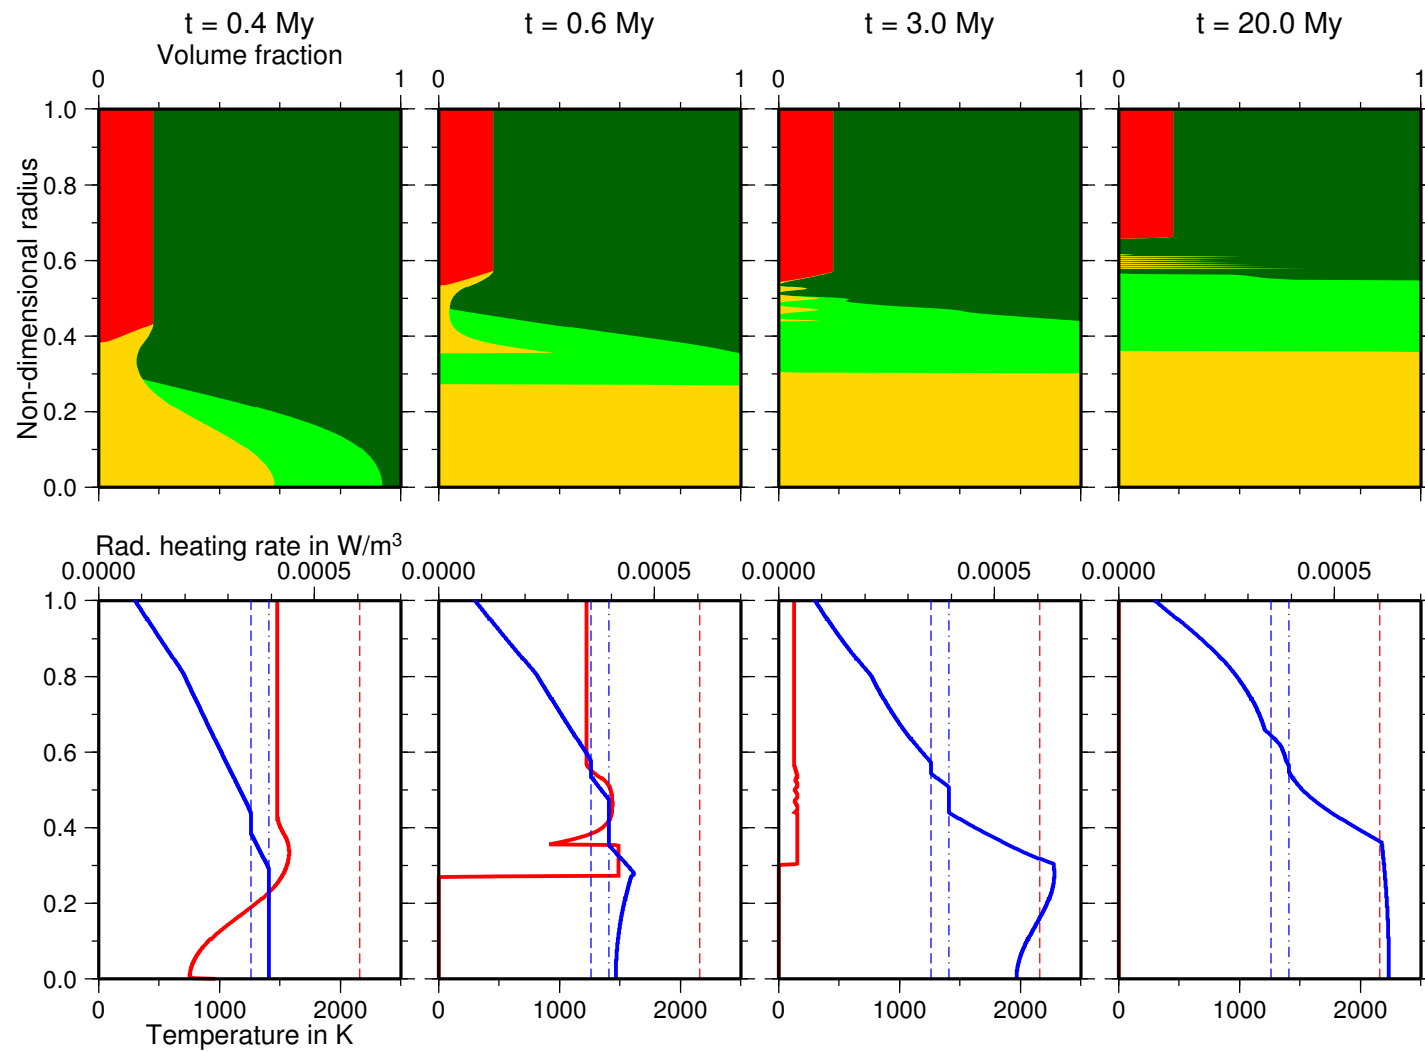 t = 0.4 My t = 0.6 My t = 3.0 My t = 20.0 My
Volume fraction
0 1 0 1 0 1 0 1
1.0
0.8
0.6
0.4
0.2
0.0
Non-dimensional radius
Rad. heating rate in W/m³
0.0000 0.0005 0.0000 0.0005 0.0000 0.0005 0.0000 0.0005
1.0
0.8
0.6
0.4
0.2
0.0
0 1000 2000 0 1000 2000 0 1000 2000 0 1000 2000
Temperature in K